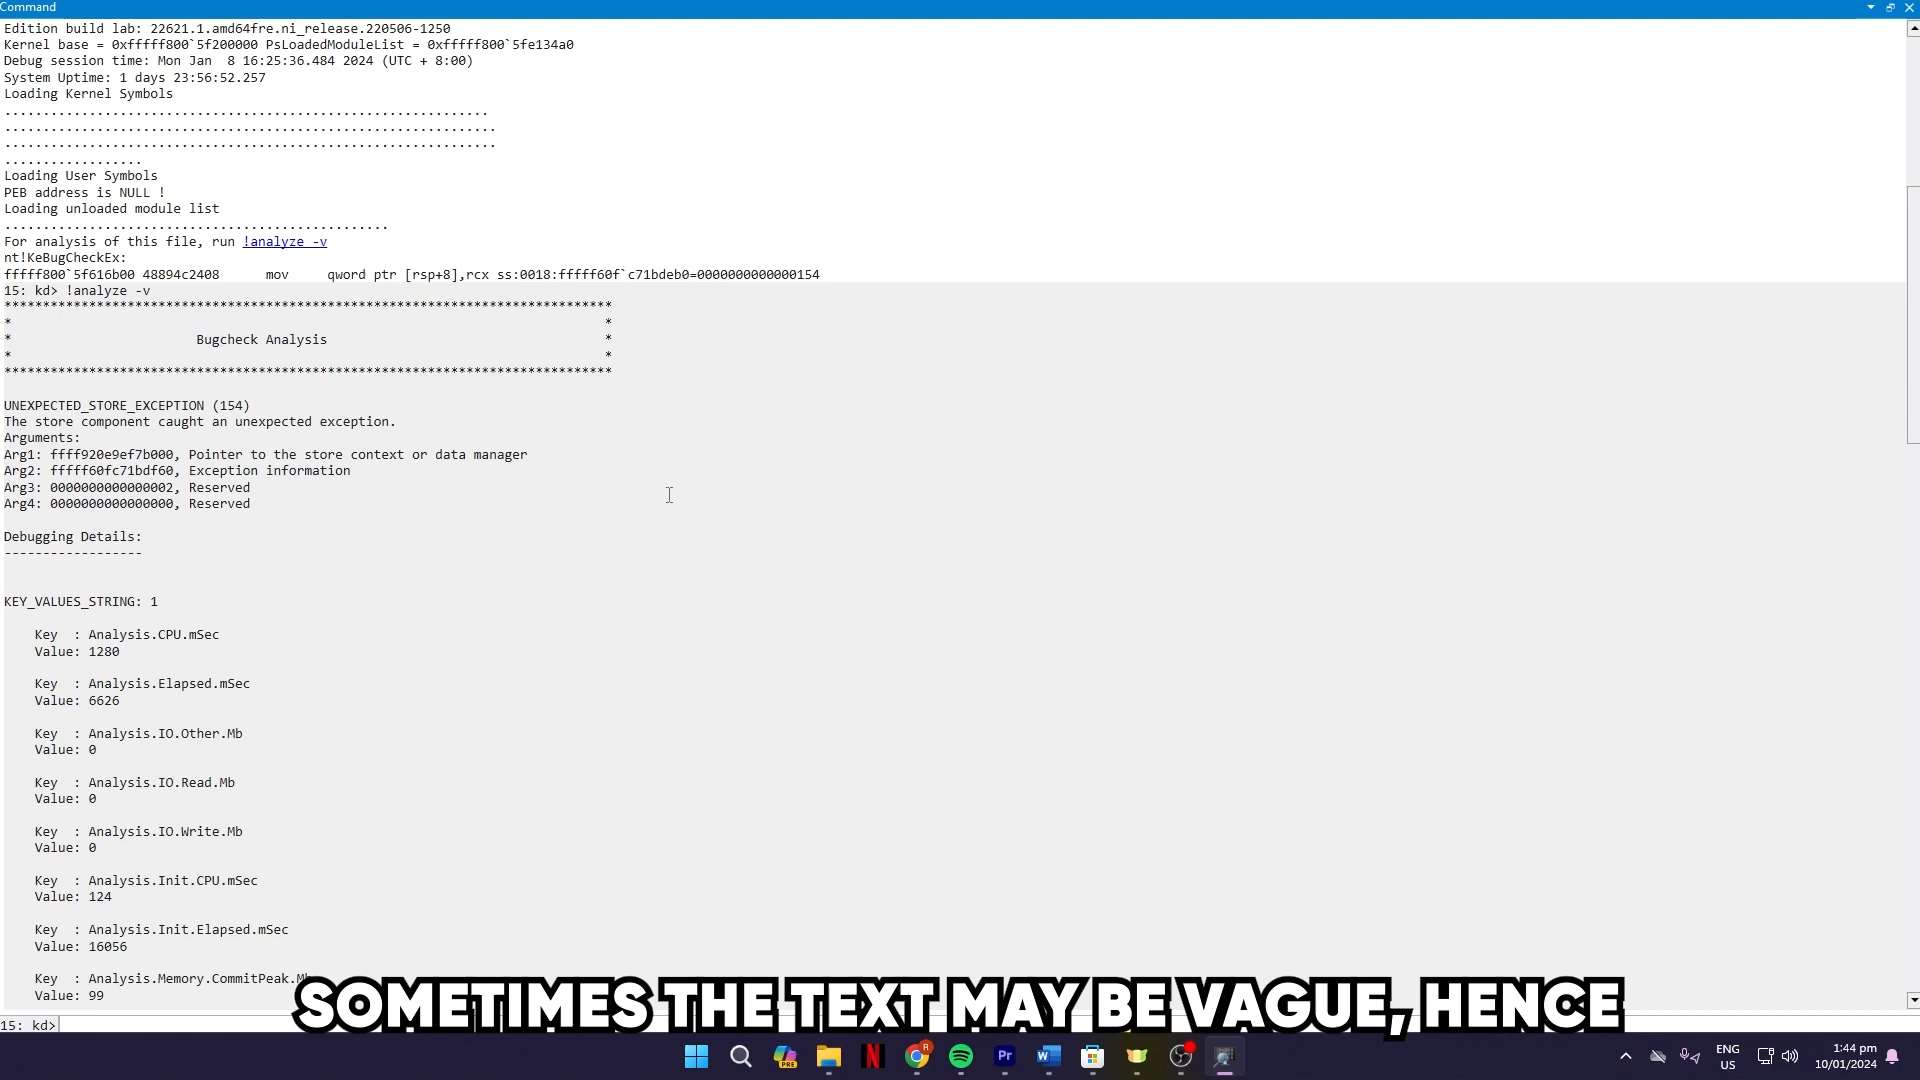 Command
Edition build lab: 22621.1.amd64fre.ni_release.220506-1250
Kernel base = 0xfffff800`5f200000 PsLoadedModuleList = 0xfffff800`5fe134a0
Debug session time: Mon Jan  8 16:25:36.484 2024 (UTC + 8:00)
System Uptime: 1 days 23:56:52.257
Loading Kernel Symbols
...............................................................
................................................................
................................................................
..................
Loading User Symbols
PEB address is NULL !
Loading unloaded module list
..................................................
For analysis of this file, run !analyze -v
nt!KeBugCheckEx:
fffff800`5f616b00 48894c2408      mov     qword ptr [rsp+8],rcx ss:0018:fffff60f`c71bdeb0=0000000000000154
15: kd> !analyze -v
*******************************************************************************
*                                                                             *
*                        Bugcheck Analysis                                    *
*                                                                             *
*******************************************************************************
UNEXPECTED_STORE_EXCEPTION (154)
The store component caught an unexpected exception.
Arguments:
Arg1: ffff920e9ef7b000, Pointer to the store context or data manager
Arg2: fffff60fc71bdf60, Exception information
Arg3: 0000000000000002, Reserved
Arg4: 0000000000000000, Reserved
Debugging Details:
------------------
KEY_VALUES_STRING: 1
Key  : Analysis.CPU.mSec
Value: 1280
Key  : Analysis.Elapsed.mSec
Value: 6626
Key  : Analysis.IO.Other.Mb
Value: 0
Key  : Analysis.IO.Read.Mb
Value: 0
Key  : Analysis.IO.Write.Mb
Value: 0
Key  : Analysis.Init.CPU.mSec
Value: 124
Key  : Analysis.Init.Elapsed.mSec
Value: 16056
Key  : Analysis.Memory.CommitPeak.Mb
Value: 99
SOMETIMES THE TEXT MAY BE VAGUE, HENCE
15: kd>
PRE
N
R
Pr
W
ENG
US
1:44 pm
10/01/2024